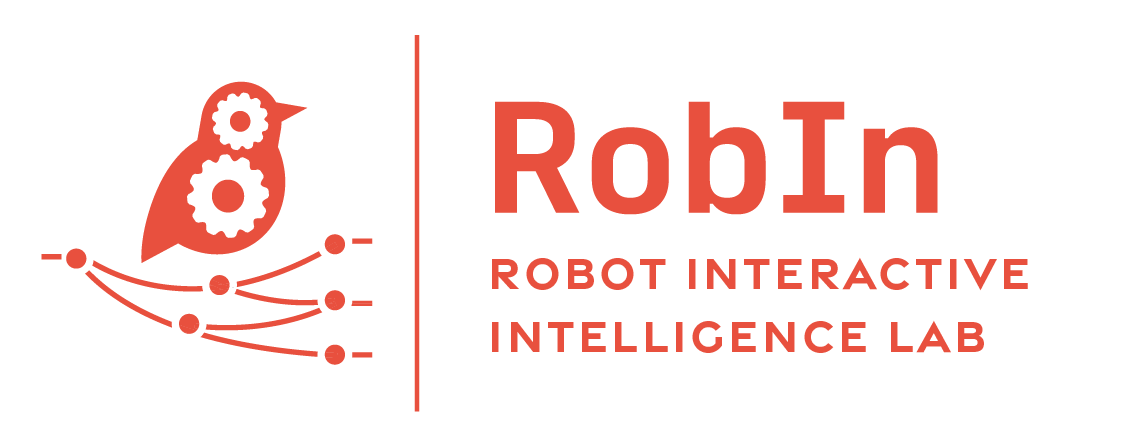 RobIn
ROBOT INTERACTIVE
INTELLIGENCE LAB